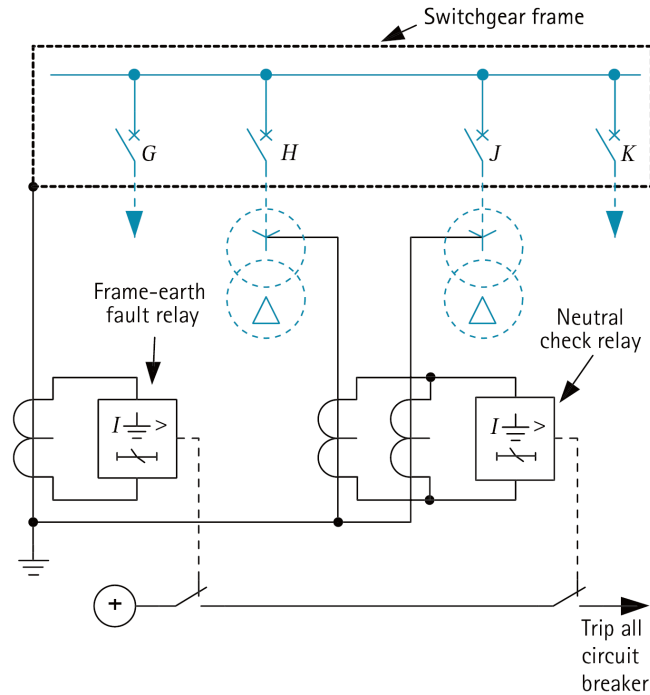 Switchgear frame
G
H
J
K
Frame-earth
fault relay
Neutral
check relay
I >
I >
+
Trip all
circuit
breaker